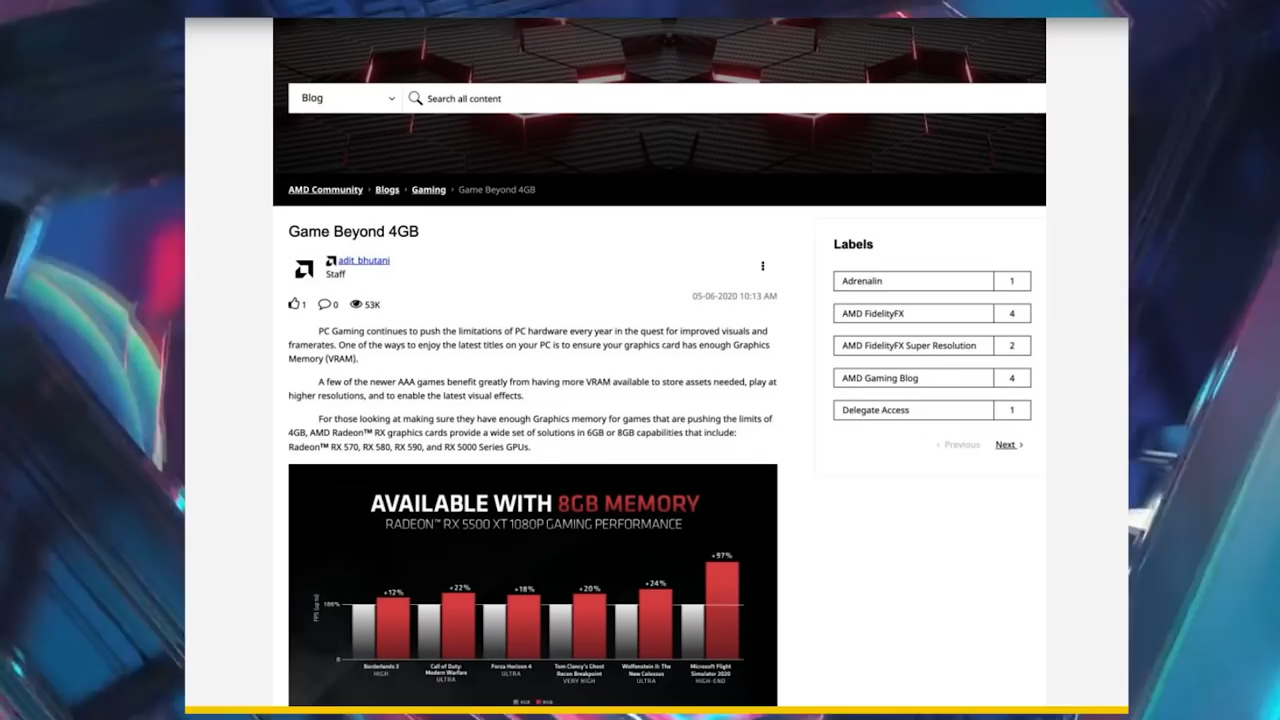 Blog
Search all content
AMD Community › Blogs › Gaming › Game Beyond 4GB
Game Beyond 4GB
adit_bhutani
Staff
1 0 53K
05-06-2020 10:13 AM
PC Gaming continues to push the limitations of PC hardware every year in the quest for improved visuals and
framerates. One of the ways to enjoy the latest titles on your PC is to ensure your graphics card has enough Graphics
Memory (VRAM).
A few of the newer AAA games benefit greatly from having more VRAM available to store assets needed, play at
higher resolutions, and to enable the latest visual effects.
For those looking at making sure they have enough Graphics memory for games that are pushing the limits of
4GB, AMD Radeon™ RX graphics cards provide a wide set of solutions in 6GB or 8GB capabilities that include:
Radeon™ RX 570, RX 580, RX 590, and RX 5000 Series GPUs.
AVAILABLE WITH 8GB MEMORY
RADEON™ RX 5500 XT 1080P GAMING PERFORMANCE
+12% +22% +18% +20% +24% +97%
FPS (up to)
100%
0
Borderlands 3
HIGH
Call of Duty:
Modern Warfare
ULTRA
Forza Horizon 4
ULTRA
Tom Clancy's Ghost
Recon Breakpoint
VERY HIGH
Wolfenstein II: The
New Colossus
ULTRA
Microsoft Flight
Simulator 2020
HIGH-END
4GB 8GB
Labels
Adrenalin 1
AMD FidelityFX 4
AMD FidelityFX Super Resolution 2
AMD Gaming Blog 4
Delegate Access 1
‹ Previous Next ›